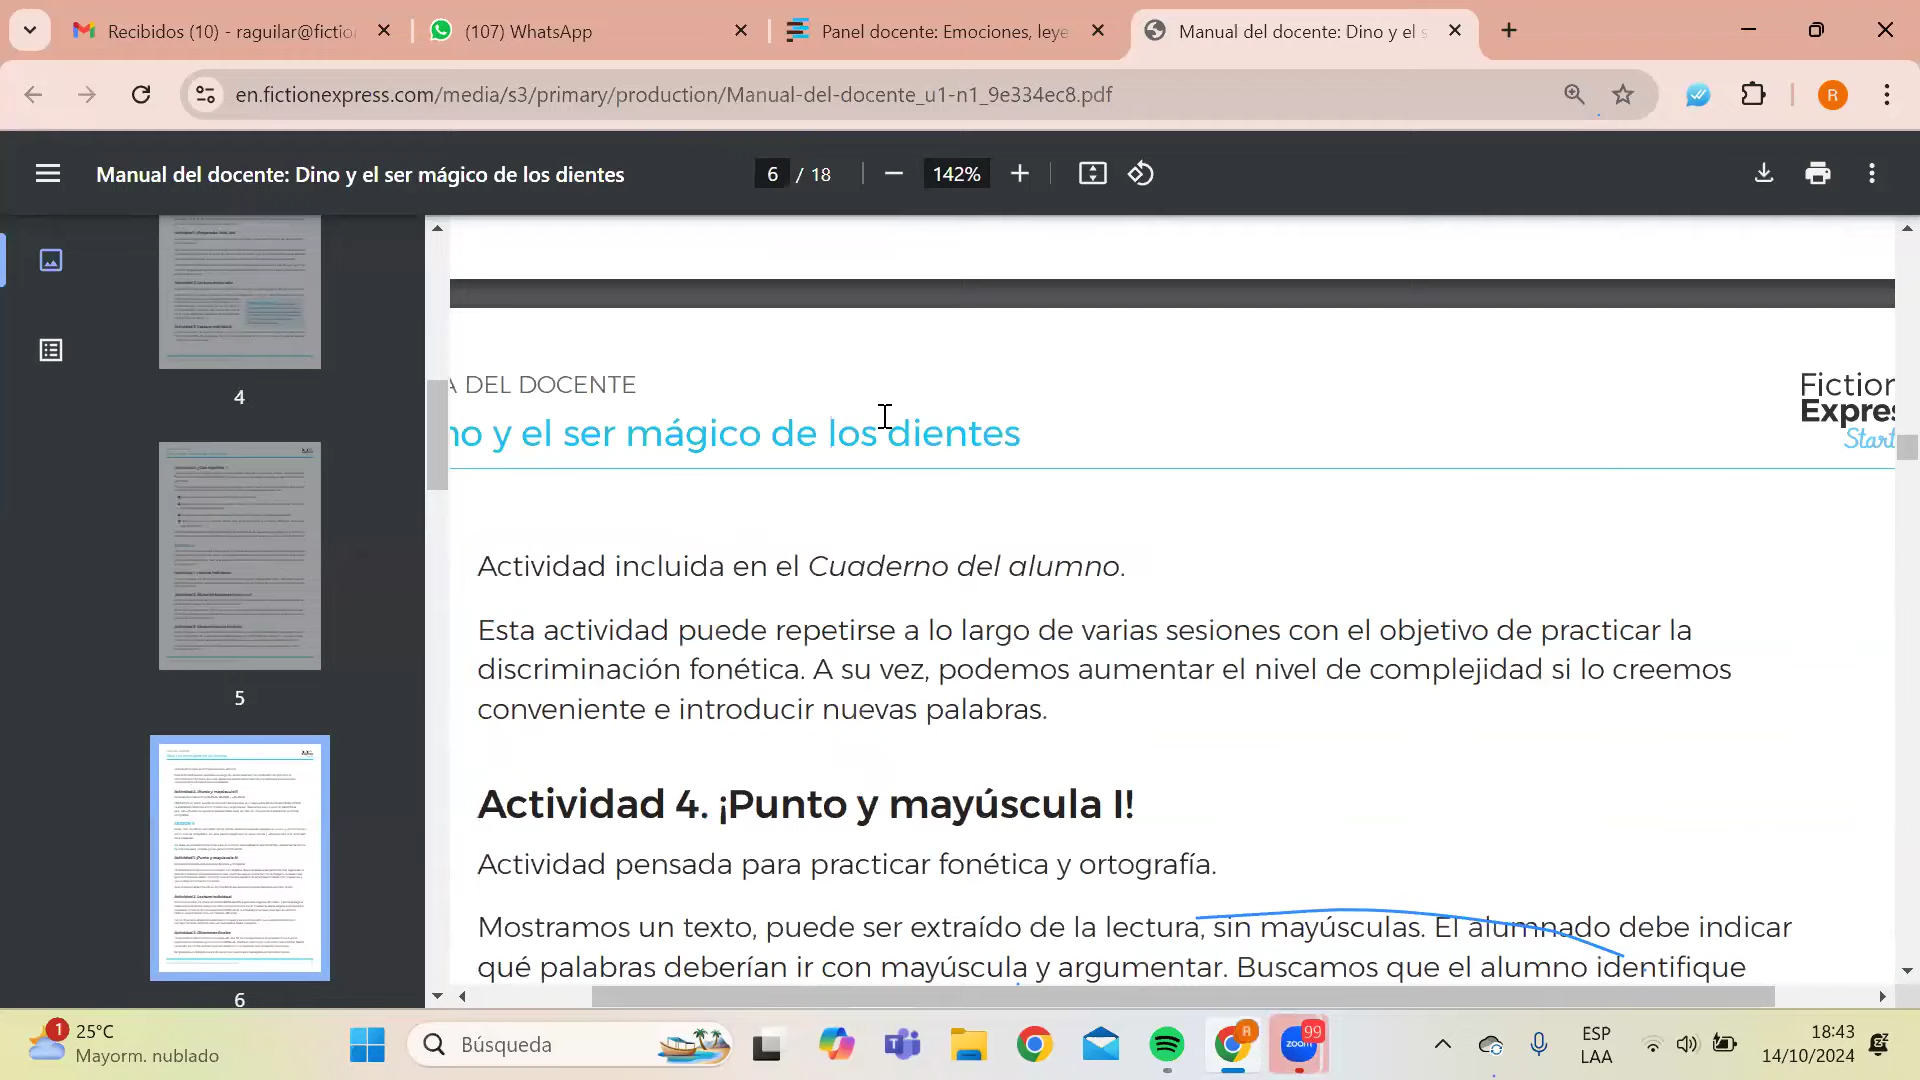 Recibidos (10) - raguilar@fictio
(107) WhatsApp
Panel docente: Emociones, leye
Manual del docente: Dino y el s
en.fictionexpress.com/media/s3/primary/production/Manual-del-docente_u1-n1_9e334ec8.pdf
R
Manual del docente: Dino y el ser mágico de los dientes
6 / 18
142%
4
5
6
A DEL DOCENTE
no y el ser mágico de los dientes
Fiction
Expres
Start
Actividad incluida en el Cuaderno del alumno.
Esta actividad puede repetirse a lo largo de varias sesiones con el objetivo de practicar la
discriminación fonética. A su vez, podemos aumentar el nivel de complejidad si lo creemos
conveniente e introducir nuevas palabras.
Actividad 4. ¡Punto y mayúscula I!
Actividad pensada para practicar fonética y ortografía.
Mostramos un texto, puede ser extraído de la lectura, sin mayúsculas. El alumnado debe indicar
qué palabras deberían ir con mayúscula y argumentar. Buscamos que el alumno identifique
1
25°C
Mayorm. nublado
Búsqueda
R
zoom
99
ESP
LAA
18:43
14/10/2024